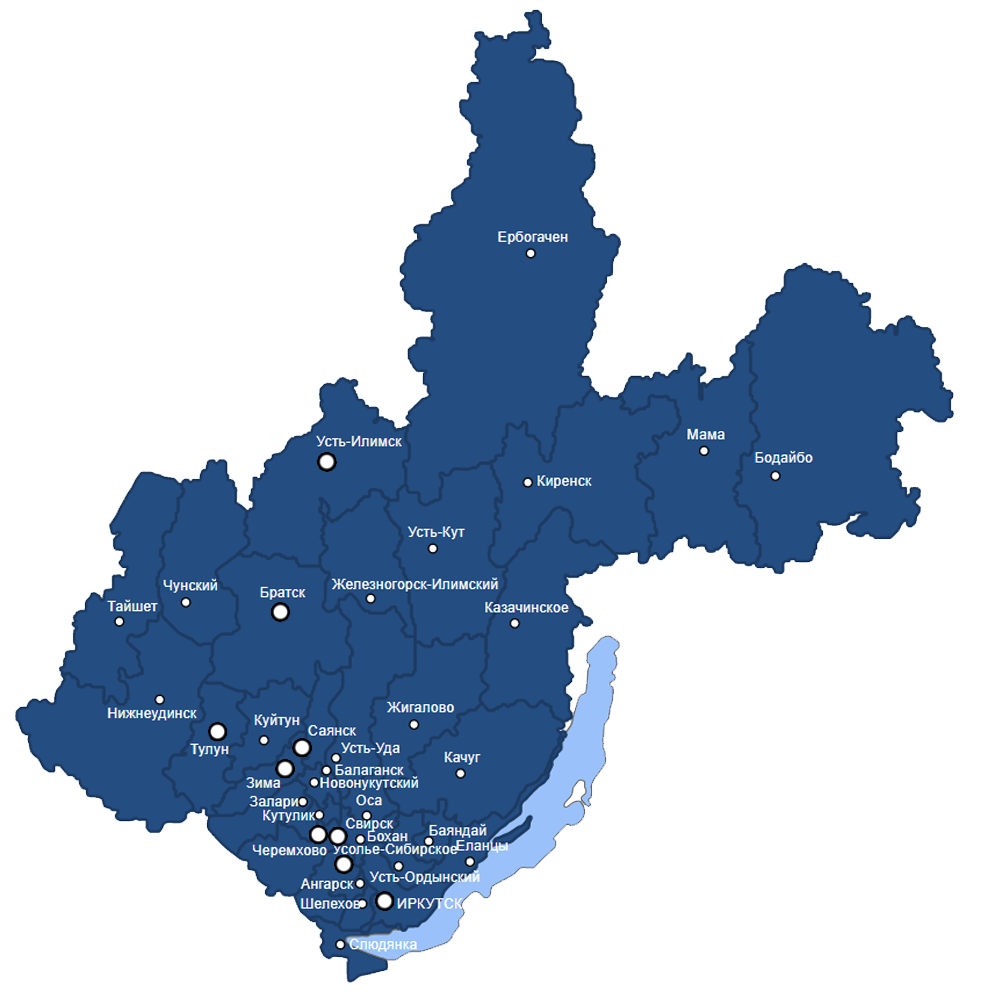 Ербогачен
Мама
Усть-Илимск
Бодайбо
Киренск
Усть-Кут
Чунский
Железногорск-Илимский
Братск
Тайшет
Казачинское
Жигалово
Нижнеудинск
Куйтун
Саянск
Тулун
Усть-Уда
Качуг
Балаганск
Зима
Новонукутский
Залари
Оса
Кутулик
Свирск
Баяндай
Бохан
Еланцы
Черемхово
Усолье-Сибирское
Усть-Ордынский
Ангарск
Шелехов
ИРКУТСК
Слюдянка